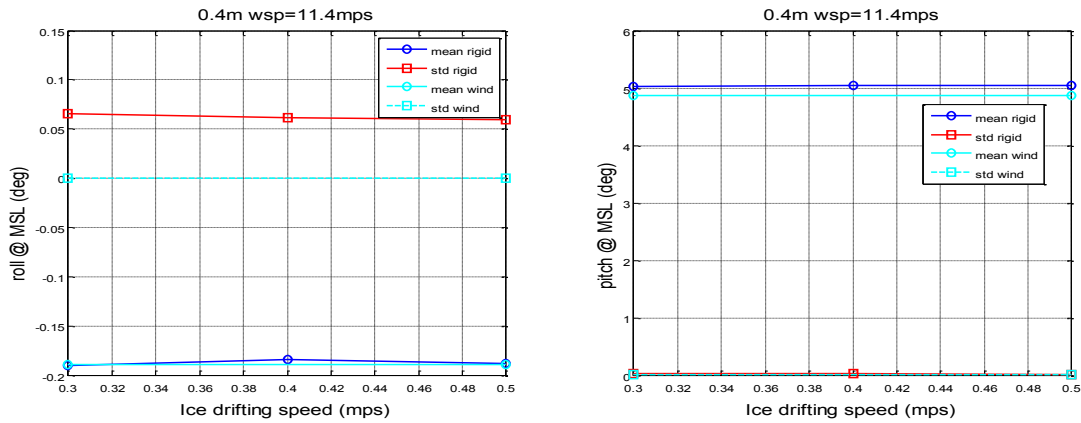 0.4m wsp=11.4mps
0.15
0.1
0.05
0
-0.05
-0.1
-0.15
-0.2
0.3
0.32
0.34
0.36
0.38
0.4
0.42
0.44
0.46
0.48
0.5
roll @ MSL (deg)
Ice drifting speed (mps)
mean rigid
std rigid
mean wind
std wind
0.4m wsp=11.4mps
6
5
4
3
2
1
0
0.3
0.32
0.34
0.36
0.38
0.4
0.42
0.44
0.46
0.48
0.5
pitch @ MSL (deg)
Ice drifting speed (mps)
mean rigid
std rigid
mean wind
std wind